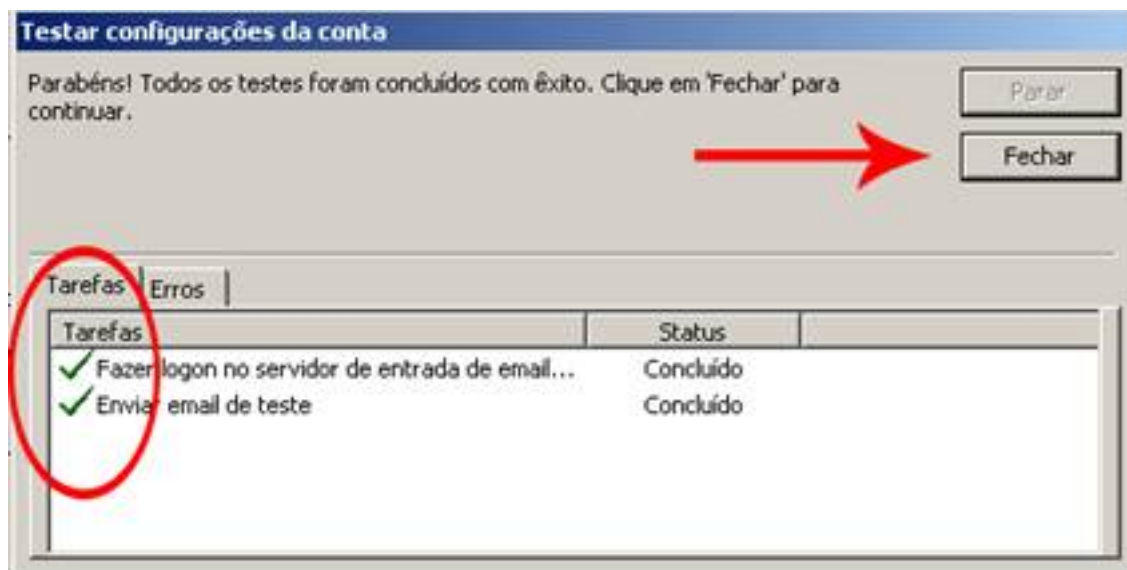 Testar configurações da conta
Parabéns! Todos os testes foram concluídos com êxito. Clique em 'Fechar' para
continuar.
Parar
Fechar
Tarefas Erros
Tarefas Status
Fazer logon no servidor de entrada de email... Concluído
Enviar email de teste Concluído